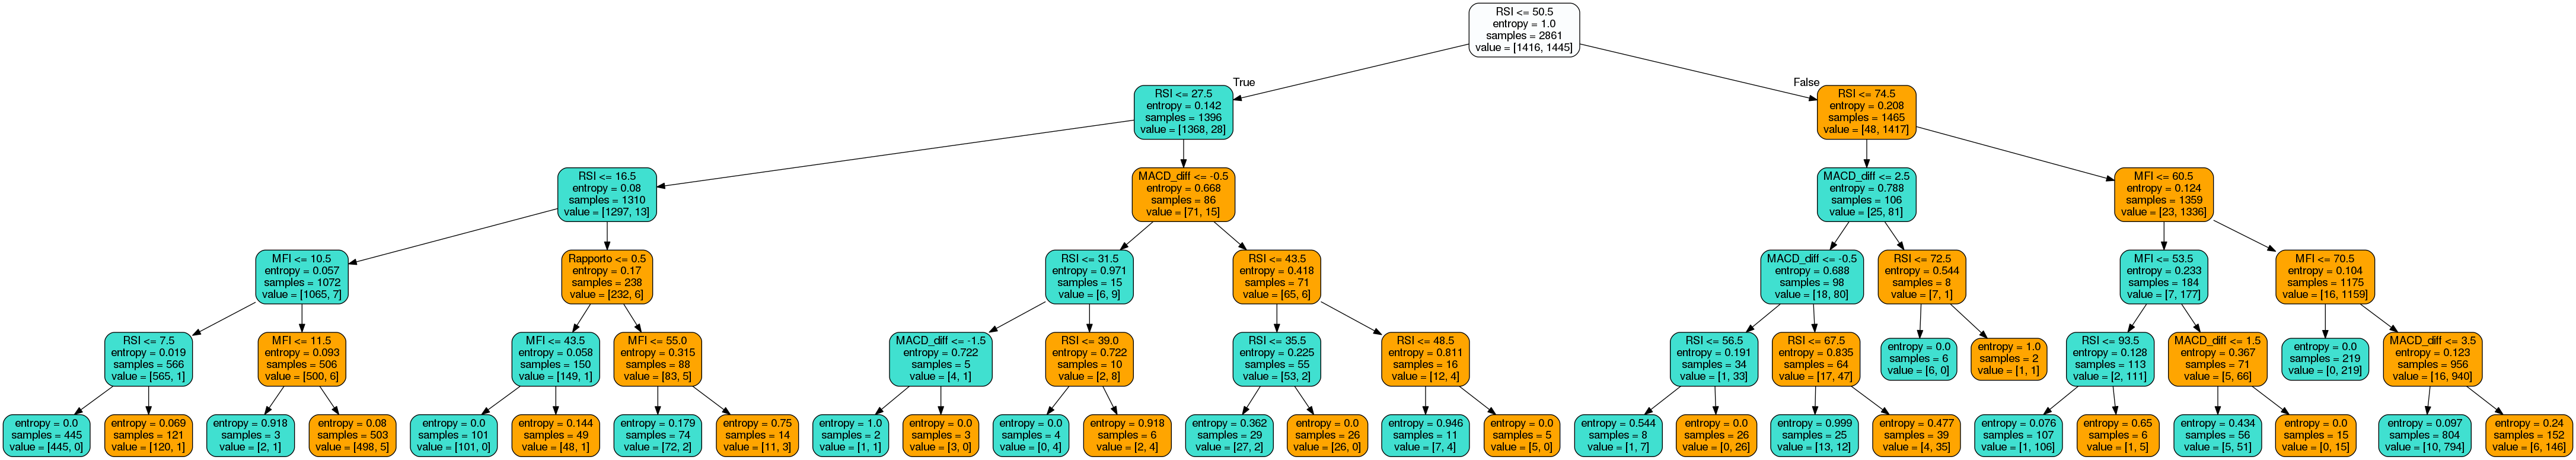 RSI <= 50.5
entropy = 1.0
samples = 2861
value = [1416, 1445]
True
False
RSI <= 27.5
entropy = 0.142
samples = 1396
value = [1368, 28]
RSI <= 74.5
entropy = 0.208
samples = 1465
value = [48, 1417]
RSI <= 16.5
entropy = 0.08
samples = 1310
value = [1297, 13]
MACD_diff <= -0.5
entropy = 0.668
samples = 86
value = [71, 15]
MACD_diff <= 2.5
entropy = 0.788
samples = 106
value = [25, 81]
MFI <= 60.5
entropy = 0.124
samples = 1359
value = [23, 1336]
MFI <= 10.5
entropy = 0.057
samples = 1072
value = [1065, 7]
Rapporto <= 0.5
entropy = 0.17
samples = 238
value = [232, 6]
RSI <= 31.5
entropy = 0.971
samples = 15
value = [6, 9]
RSI <= 43.5
entropy = 0.418
samples = 71
value = [65, 6]
MACD_diff <= -0.5
entropy = 0.688
samples = 98
value = [18, 80]
RSI <= 72.5
entropy = 0.544
samples = 8
value = [7, 1]
MFI <= 53.5
entropy = 0.233
samples = 184
value = [7, 177]
MFI <= 70.5
entropy = 0.104
samples = 1175
value = [16, 1159]
RSI <= 7.5
entropy = 0.019
samples = 566
value = [565, 1]
MFI <= 11.5
entropy = 0.093
samples = 506
value = [500, 6]
MFI <= 43.5
entropy = 0.058
samples = 150
value = [149, 1]
MFI <= 55.0
entropy = 0.315
samples = 88
value = [83, 5]
MACD_diff <= -1.5
entropy = 0.722
samples = 5
value = [4, 1]
RSI <= 39.0
entropy = 0.722
samples = 10
value = [2, 8]
RSI <= 35.5
entropy = 0.225
samples = 55
value = [53, 2]
RSI <= 48.5
entropy = 0.811
samples = 16
value = [12, 4]
RSI <= 56.5
entropy = 0.191
samples = 34
value = [1, 33]
RSI <= 67.5
entropy = 0.835
samples = 64
value = [17, 47]
entropy = 0.0
samples = 6
value = [6, 0]
entropy = 1.0
samples = 2
value = [1, 1]
RSI <= 93.5
entropy = 0.128
samples = 113
value = [2, 111]
MACD_diff <= 1.5
entropy = 0.367
samples = 71
value = [5, 66]
entropy = 0.0
samples = 219
value = [0, 219]
MACD_diff <= 3.5
entropy = 0.123
samples = 956
value = [16, 940]
entropy = 0.0
samples = 445
value = [445, 0]
entropy = 0.069
samples = 121
value = [120, 1]
entropy = 0.918
samples = 3
value = [2, 1]
entropy = 0.08
samples = 503
value = [498, 5]
entropy = 0.0
samples = 101
value = [101, 0]
entropy = 0.144
samples = 49
value = [48, 1]
entropy = 0.179
samples = 74
value = [72, 2]
entropy = 0.75
samples = 14
value = [11, 3]
entropy = 1.0
samples = 2
value = [1, 1]
entropy = 0.0
samples = 3
value = [3, 0]
entropy = 0.0
samples = 4
value = [0, 4]
entropy = 0.918
samples = 6
value = [2, 4]
entropy = 0.362
samples = 29
value = [27, 2]
entropy = 0.0
samples = 26
value = [26, 0]
entropy = 0.946
samples = 11
value = [7, 4]
entropy = 0.0
samples = 5
value = [5, 0]
entropy = 0.544
samples = 8
value = [1, 7]
entropy = 0.0
samples = 26
value = [0, 26]
entropy = 0.999
samples = 25
value = [13, 12]
entropy = 0.477
samples = 39
value = [4, 35]
entropy = 0.076
samples = 107
value = [1, 106]
entropy = 0.65
samples = 6
value = [1, 5]
entropy = 0.434
samples = 56
value = [5, 51]
entropy = 0.0
samples = 15
value = [0, 15]
entropy = 0.097
samples = 804
value = [10, 794]
entropy = 0.24
samples = 152
value = [6, 146]